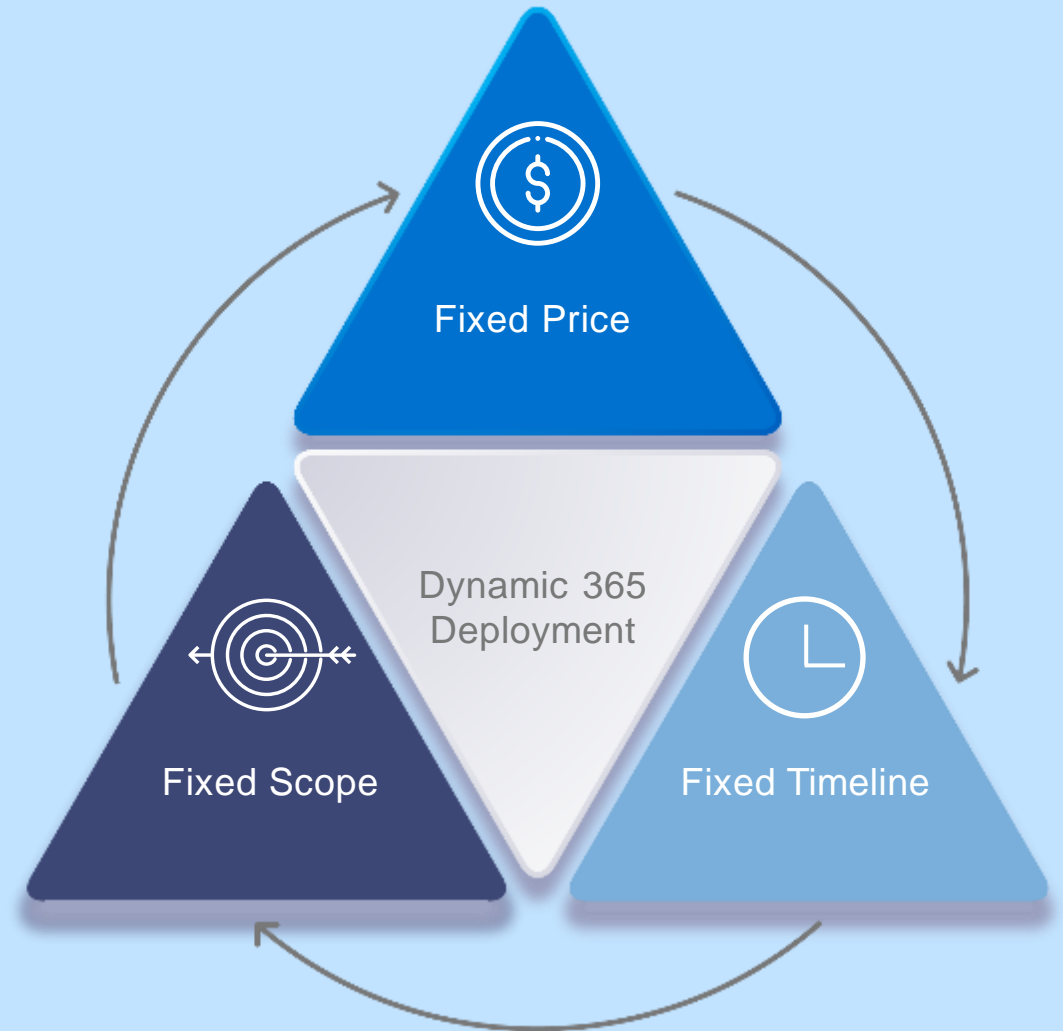 $
Fixed Price
Dynamic 365
Deployment
Fixed Scope
Fixed Timeline